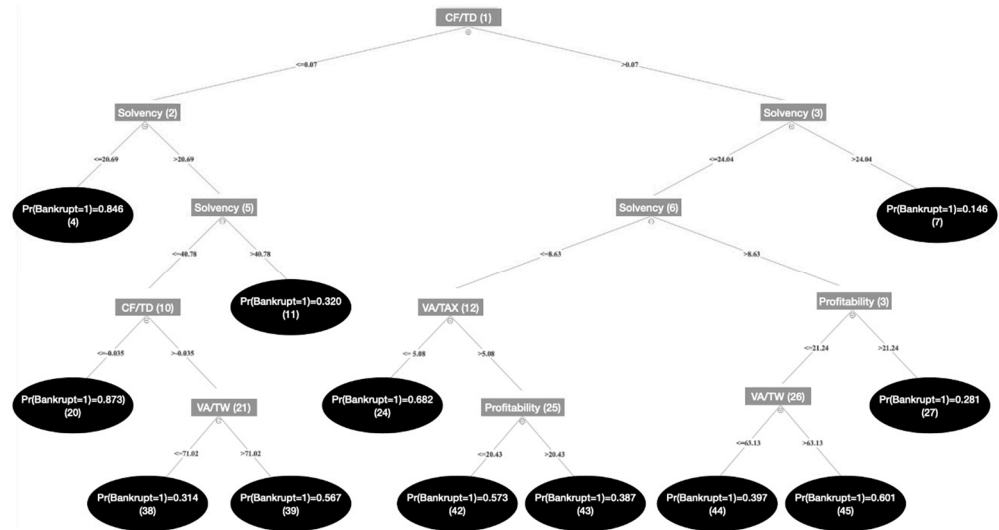 CF/TD (1)
<=0.07
>0.07
Solvency (2)
Solvency (3)
<=20.69
>20.69
<=24.04
>24.04
Pr(Bankrupt=1)=0.846
(4)
Solvency (5)
Solvency (6)
Pr(Bankrupt=1)=0.146
(7)
<=40.78
>40.78
<=8.63
>8.63
CF/TD (10)
Pr(Bankrupt=1)=0.320
(11)
VA/TAX (12)
Profitability (3)
<=-0.035
>-0.035
<= 5.08
>5.08
<=21.24
>21.24
Pr(Bankrupt=1)=0.873)
(20)
VA/TW (21)
Pr(Bankrupt=1)=0.682
(24)
Profitability (25)
VA/TW (26)
Pr(Bankrupt=1)=0.281
(27)
<=71.02
>71.02
<=20.43
>20.43
<=63.13
>63.13
Pr(Bankrupt=1)=0.314
(38)
Pr(Bankrupt=1)=0.567
(39)
Pr(Bankrupt=1)=0.573
(42)
Pr(Bankrupt=1)=0.387
(43)
Pr(Bankrupt=1)=0.397
(44)
Pr(Bankrupt=1)=0.601
(45)